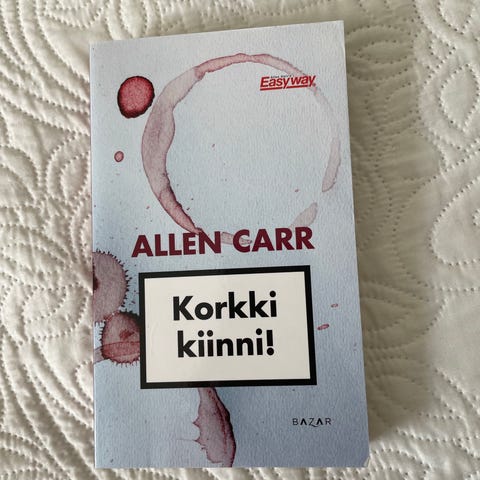 Easyway
ALLEN CARR
Korkki
kiinni!
BAZAR